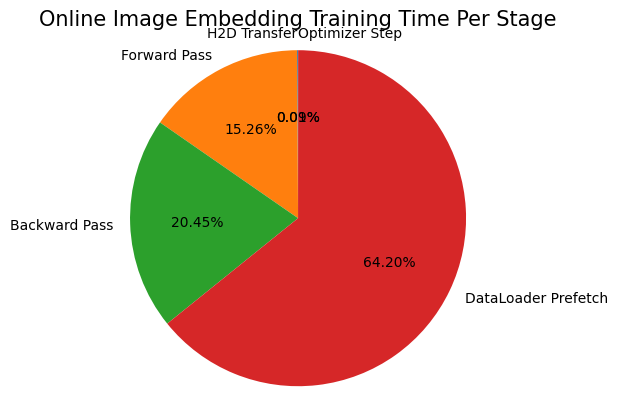 Online Image Embedding Training Time Per Stage
H2D Transfer
Optimizer Step
Forward Pass
15.26%
Backward Pass
20.45%
64.20%
DataLoader Prefetch